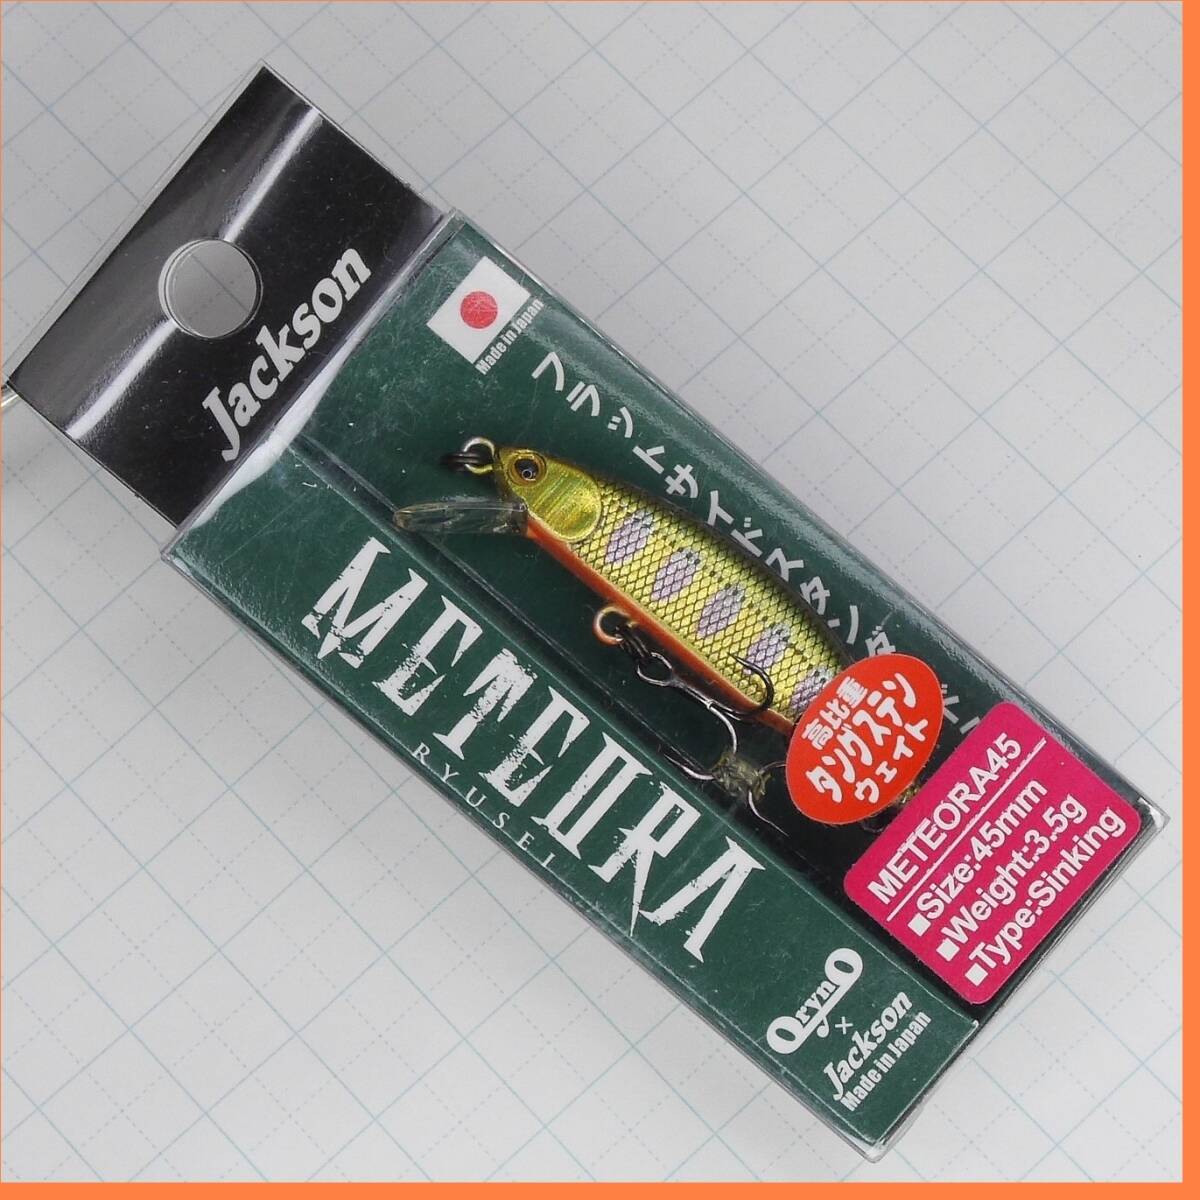 Jackson
Made in Japan
フラットサイドスタンダード
METEORA
RYUSEI
高比重
タングステン
ウェイト
METEORA45
■Size:45mm
■Weight:3.5g
■Type:Sinking
QrynO
×
Jackson
Made in Japan